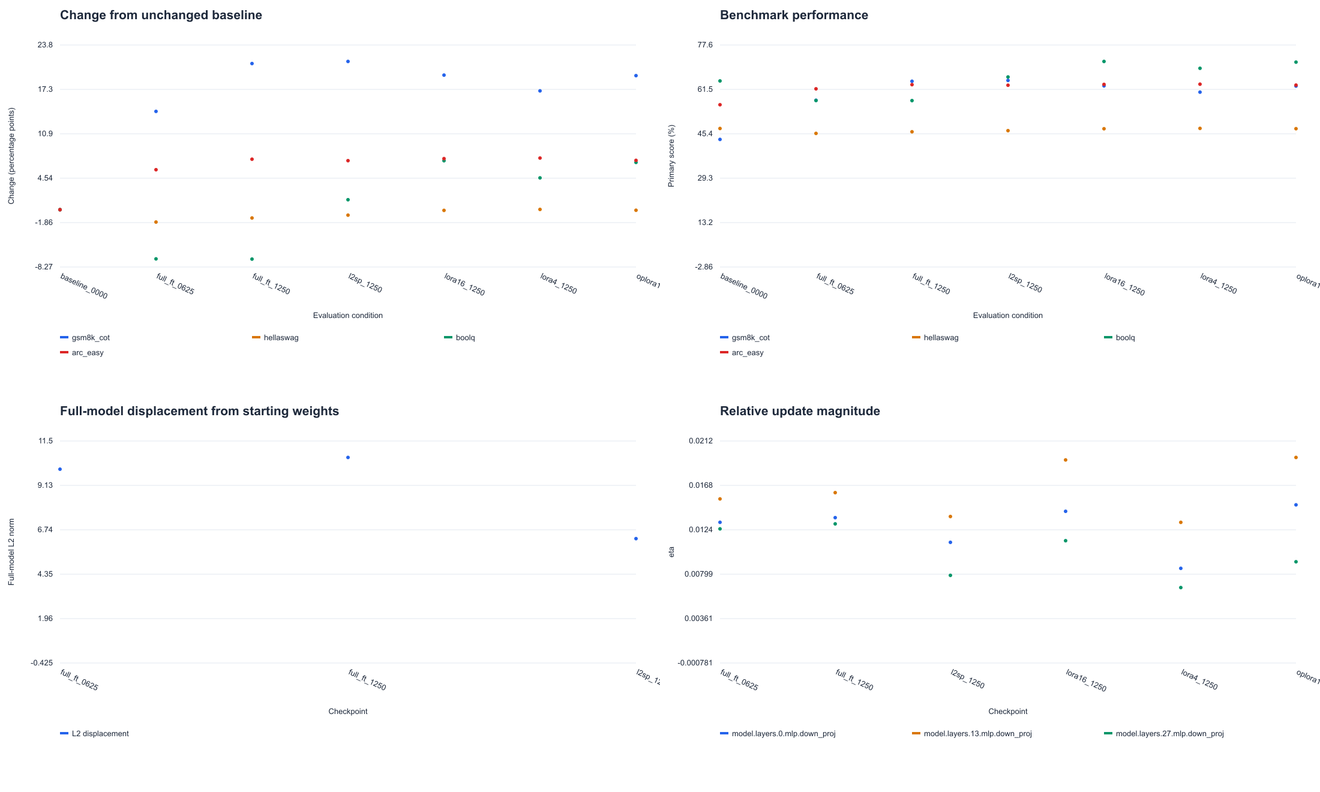 Change from unchanged baseline
23.8
17.3
10.9
4.54
-1.86
-8.27
Change (percentage points)
baseline_0000
full_ft_0625
full_ft_1250
l2sp_1250
lora16_1250
lora4_1250
oplora1
Evaluation condition
gsm8k_cot
hellaswag
boolq
arc_easy
Benchmark performance
77.6
61.5
45.4
29.3
13.2
-2.86
Primary score (%)
baseline_0000
full_ft_0625
full_ft_1250
l2sp_1250
lora16_1250
lora4_1250
oplora1
Evaluation condition
gsm8k_cot
hellaswag
boolq
arc_easy
Full-model displacement from starting weights
11.5
9.13
6.74
4.35
1.96
-0.425
Full-model L2 norm
full_ft_0625
full_ft_1250
l2sp_12
Checkpoint
L2 displacement
Relative update magnitude
0.0212
0.0168
0.0124
0.00799
0.00361
-0.000781
eta
full_ft_0625
full_ft_1250
l2sp_1250
lora16_1250
lora4_1250
oplora1
Checkpoint
model.layers.0.mlp.down_proj
model.layers.13.mlp.down_proj
model.layers.27.mlp.down_proj